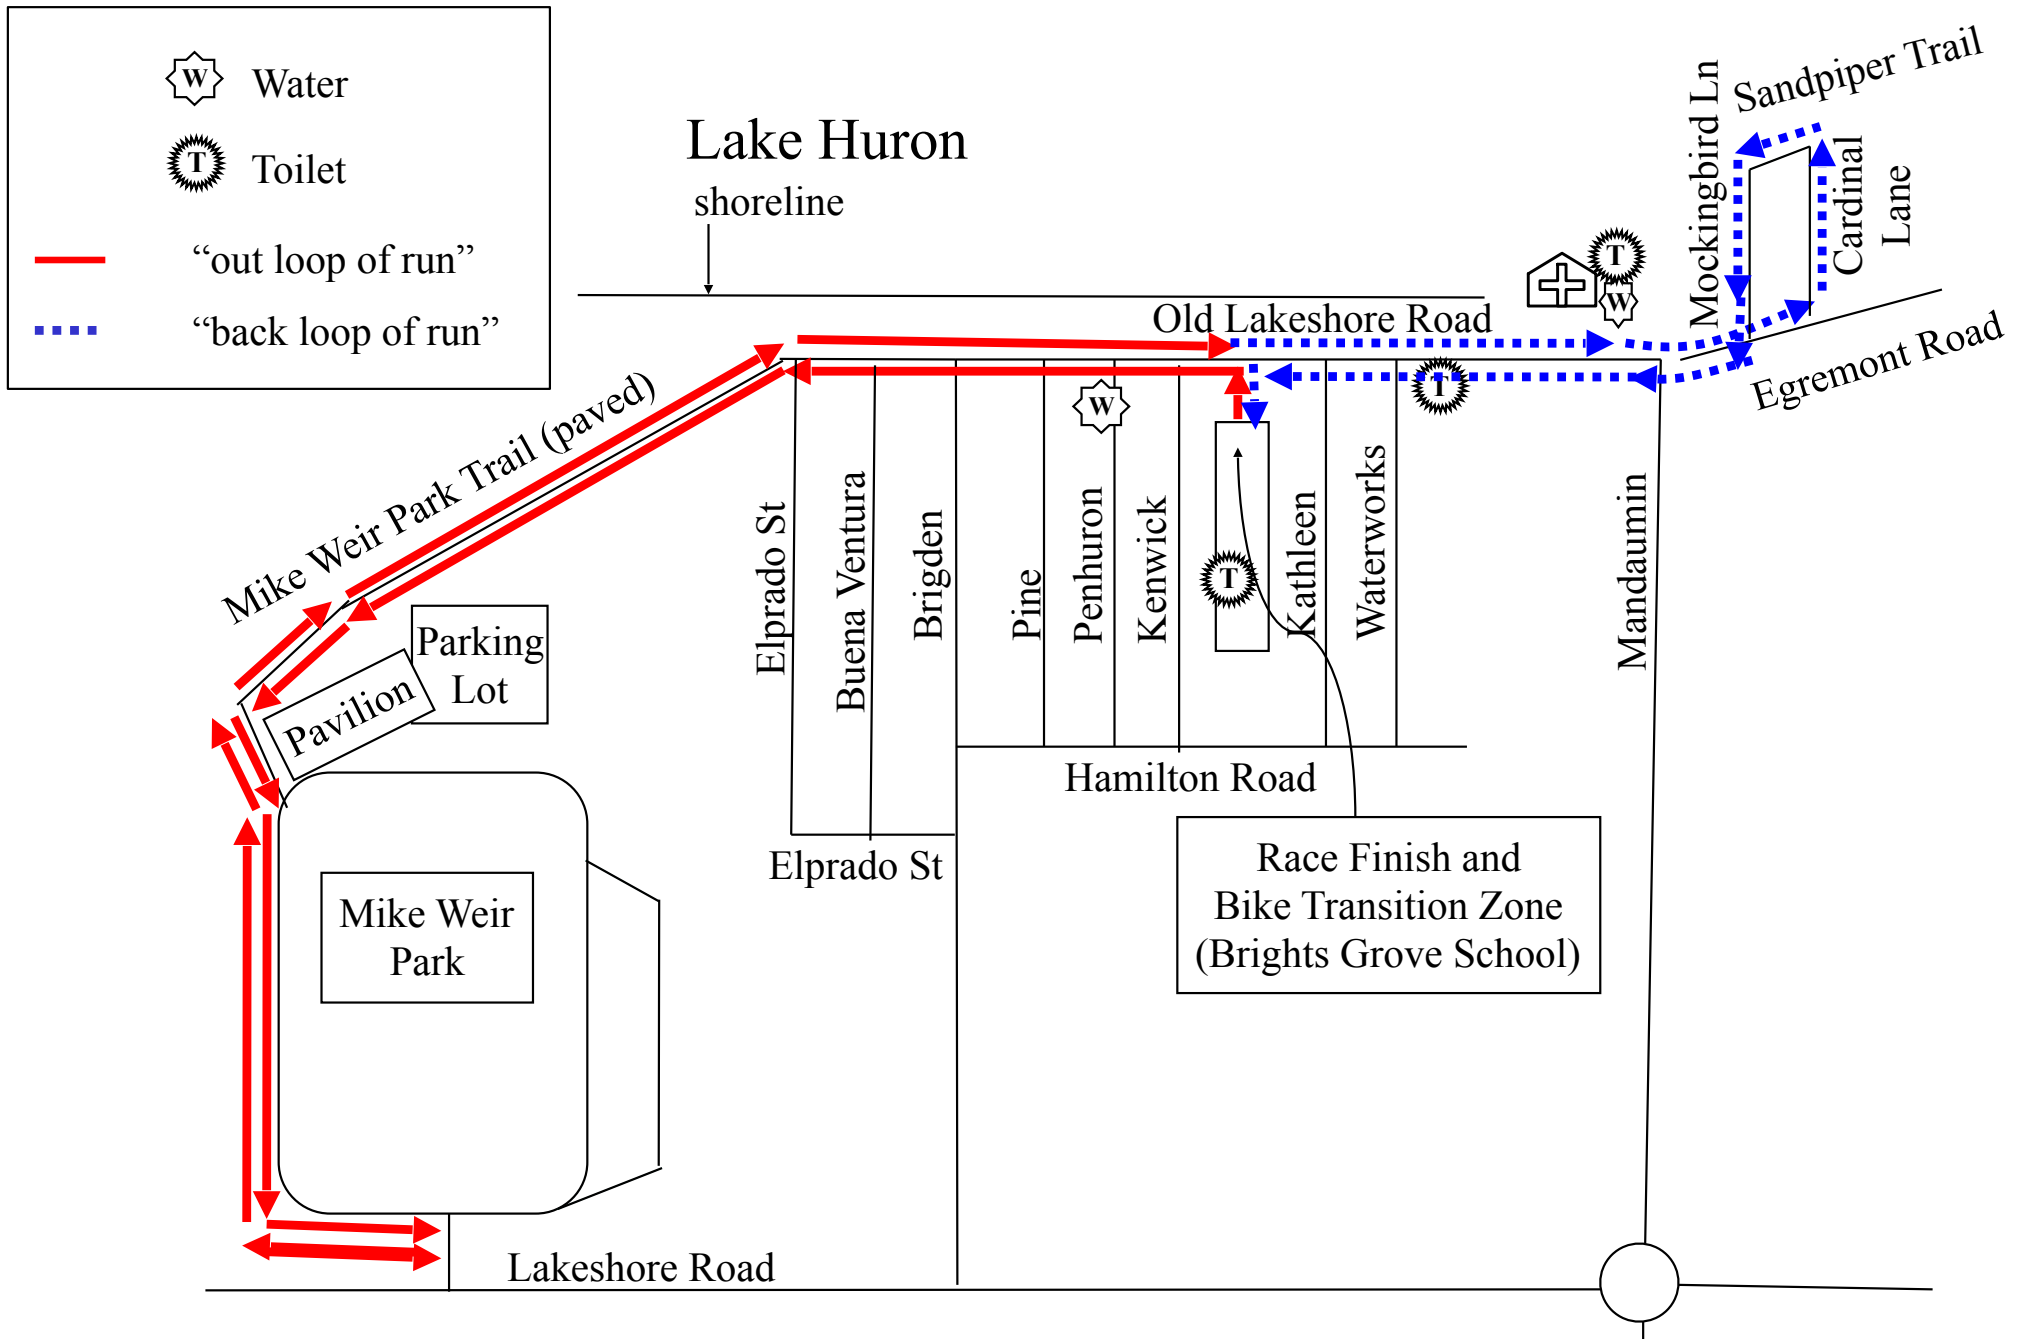 W Water
T Toilet
“out loop of run”
“back loop of run”
Lake Huron
shoreline
Sandpiper Trail
Mockingbird Ln
Cardinal
Lane
T
W
Old Lakeshore Road
Egremont Road
Mike Weir Park Trail (paved)
W
T
Elprado St
Buena Ventura
Brigden
Pine
Penhuron
Kenwick
T
Kathleen
Waterworks
Mandaumin
Parking
Lot
Pavilion
Hamilton Road
Elprado St
Race Finish and
Bike Transition Zone
(Brights Grove School)
Mike Weir
Park
Lakeshore Road